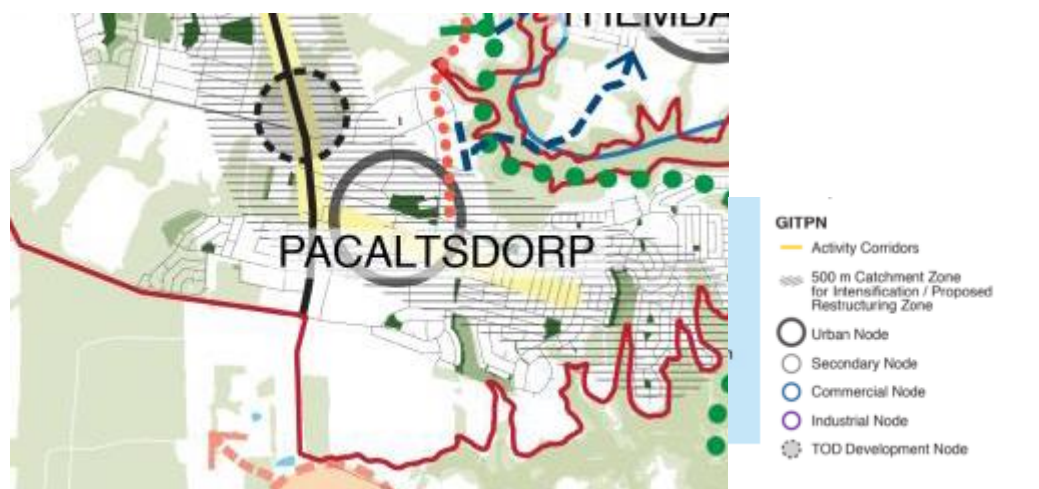 THEMBA
PACALTSDORP
GITPN
Activity Corridors
500 m Catchment Zone
for Intensification / Proposed
Restructuring Zone
Urban Node
Secondary Node
Commercial Node
Industrial Node
TOD Development Node